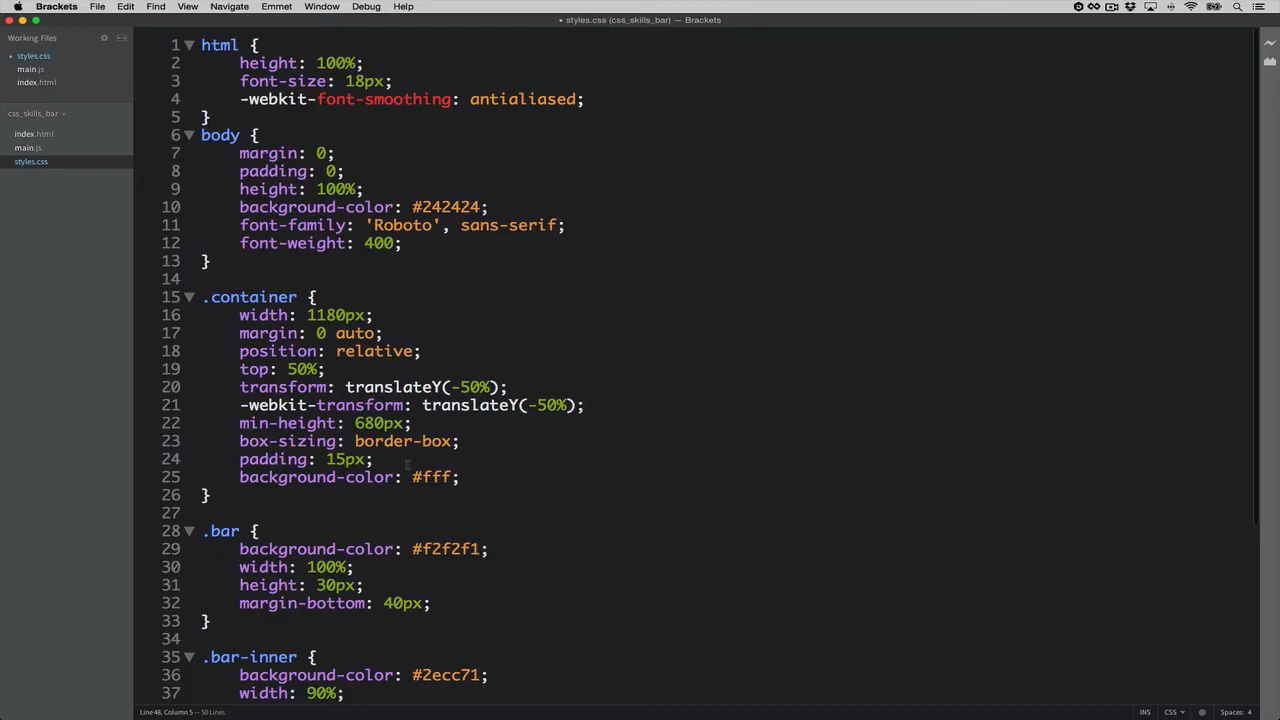 Brackets File Edit Find View Navigate Emmet Window Debug Help
• styles.css (css_skills_bar) — Brackets
Working Files
• styles.css
main.js
index.html
css_skills_bar
index.html
main.js
styles.css
1 html {
2 height: 100%;
3 font-size: 18px;
4 -webkit-font-smoothing: antialiased;
5 }
6 body {
7 margin: 0;
8 padding: 0;
9 height: 100%;
10 background-color: #242424;
11 font-family: 'Roboto', sans-serif;
12 font-weight: 400;
13 }
14
15 .container {
16 width: 1180px;
17 margin: 0 auto;
18 position: relative;
19 top: 50%;
20 transform: translateY(-50%);
21 -webkit-transform: translateY(-50%);
22 min-height: 680px;
23 box-sizing: border-box;
24 padding: 15px;
25 background-color: #fff;
26 }
27
28 .bar {
29 background-color: #f2f2f1;
30 width: 100%;
31 height: 30px;
32 margin-bottom: 40px;
33 }
34
35 .bar-inner {
36 background-color: #2ecc71;
37 width: 90%;
Line 48, Column 5 — 50 Lines
INS CSS Spaces: 4